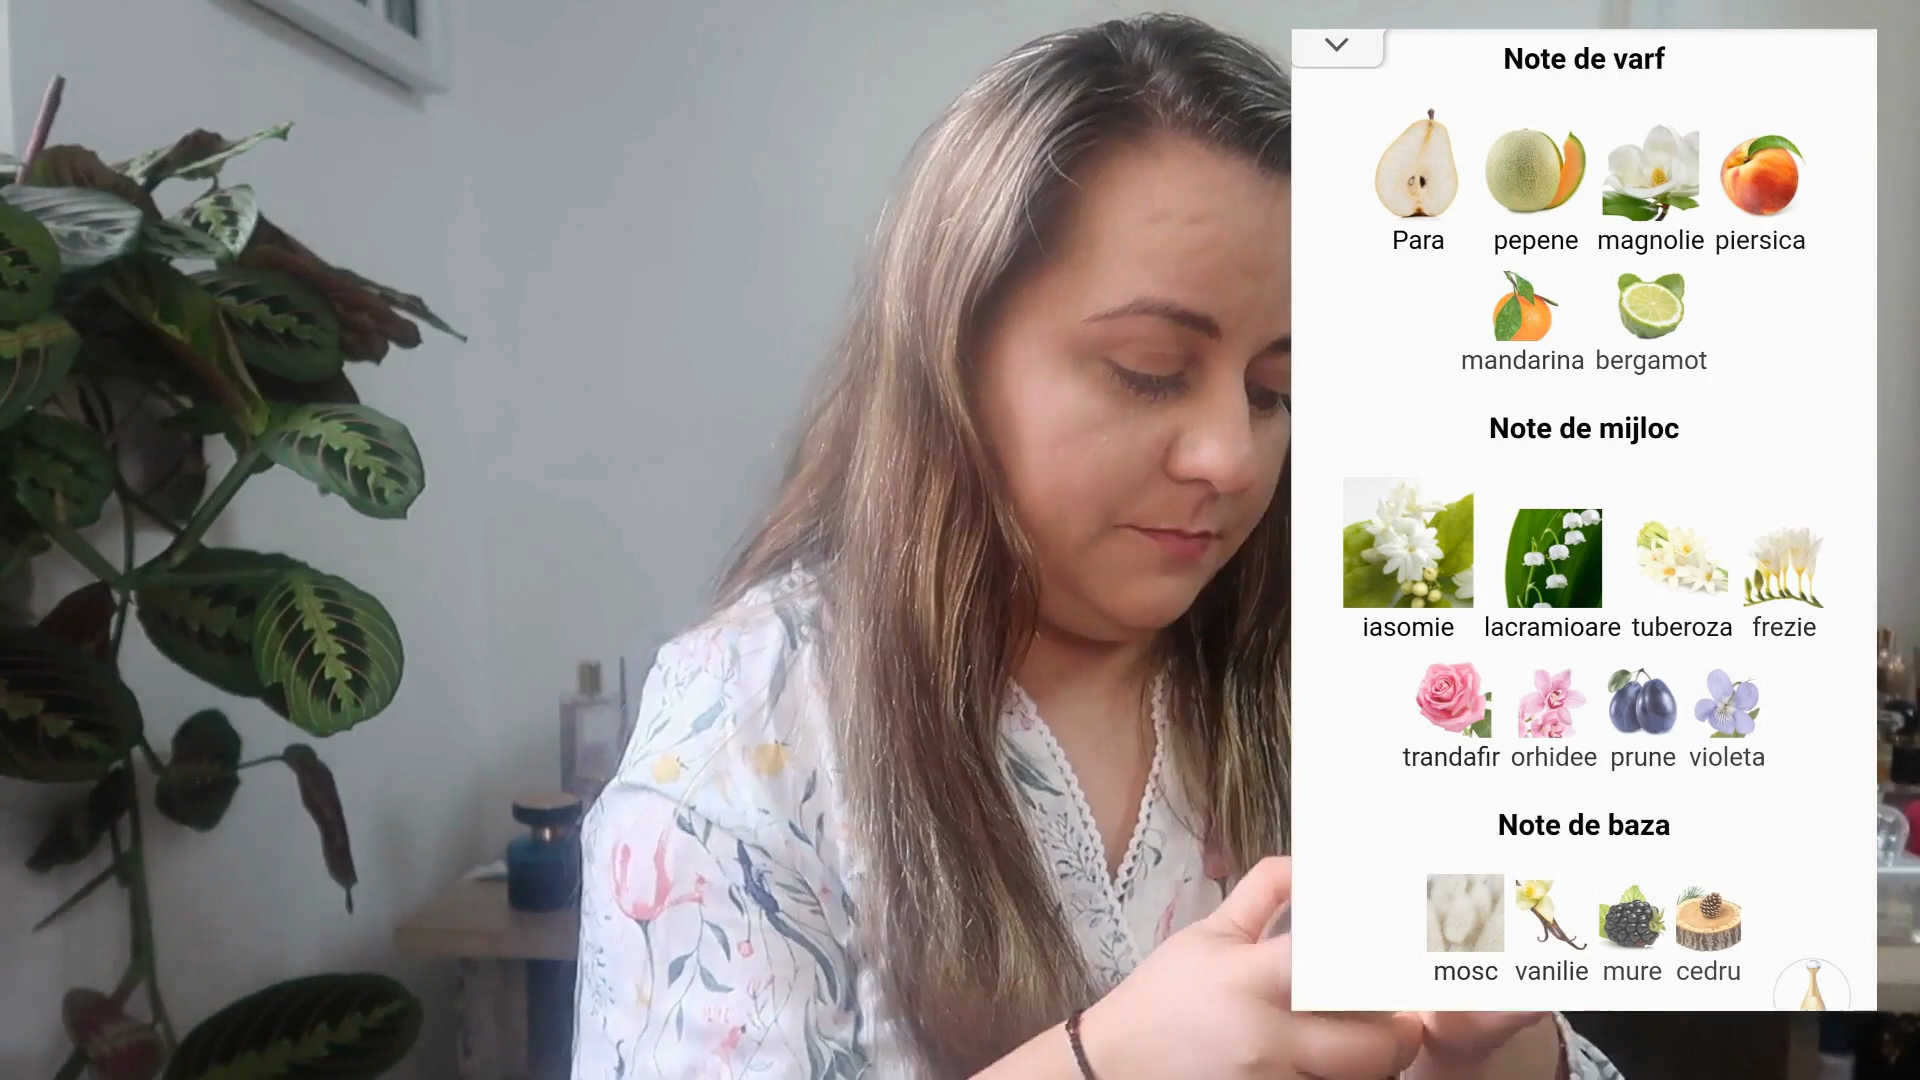 Note de varf
Para pepene magnolie piersica
mandarina bergamot
Note de mijloc
iasomie lacramioare tuberoza frezie
trandafir orhidee prune violeta
Note de baza
mosc vanilie mure cedru